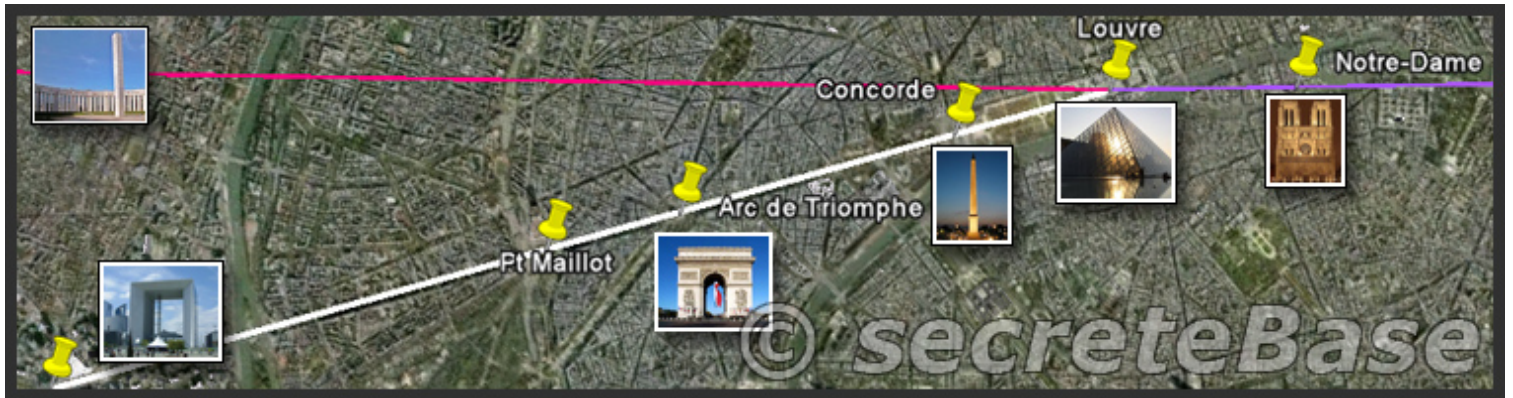 Louvre
Notre-Dame
Concorde
Arc de Triomphe
Pt Maillot
© secreteBase